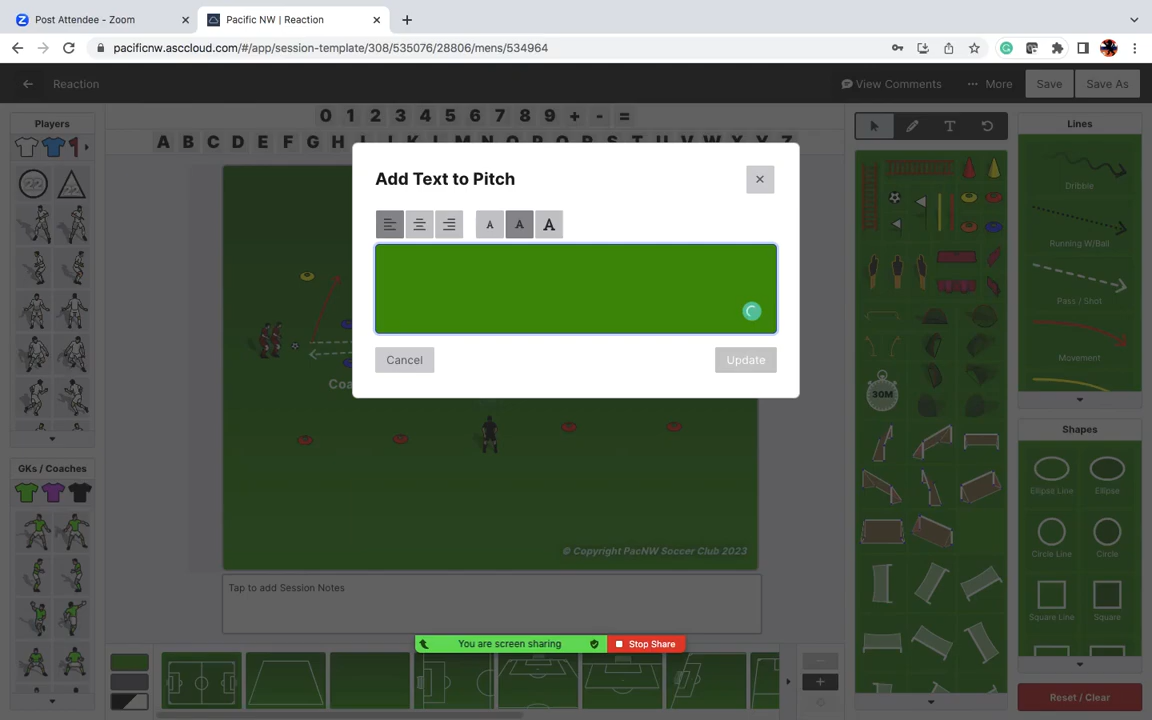 Post Attendee - Zoom
Pacific NW | Reaction
pacificnw.asccloud.com/#/app/session-template/308/535076/28806/mens/534964
Reaction
View Comments
More
Save
Save As
Players
0 1 2 3 4 5 6 7 8 9 + - =
A B C D E F G H I J K L M N O P Q R S T U V W X Y Z
Lines
Add Text to Pitch
A A A
Cancel
Update
22
22
Coa
Dribble
Running W/Ball
Pass / Shot
Movement
30M
GKs / Coaches
Shapes
Ellipse Line
Ellipse
Circle Line
Circle
Square Line
Square
© Copyright PacNW Soccer Club 2023
Tap to add Session Notes
You are screen sharing
Stop Share
Reset / Clear